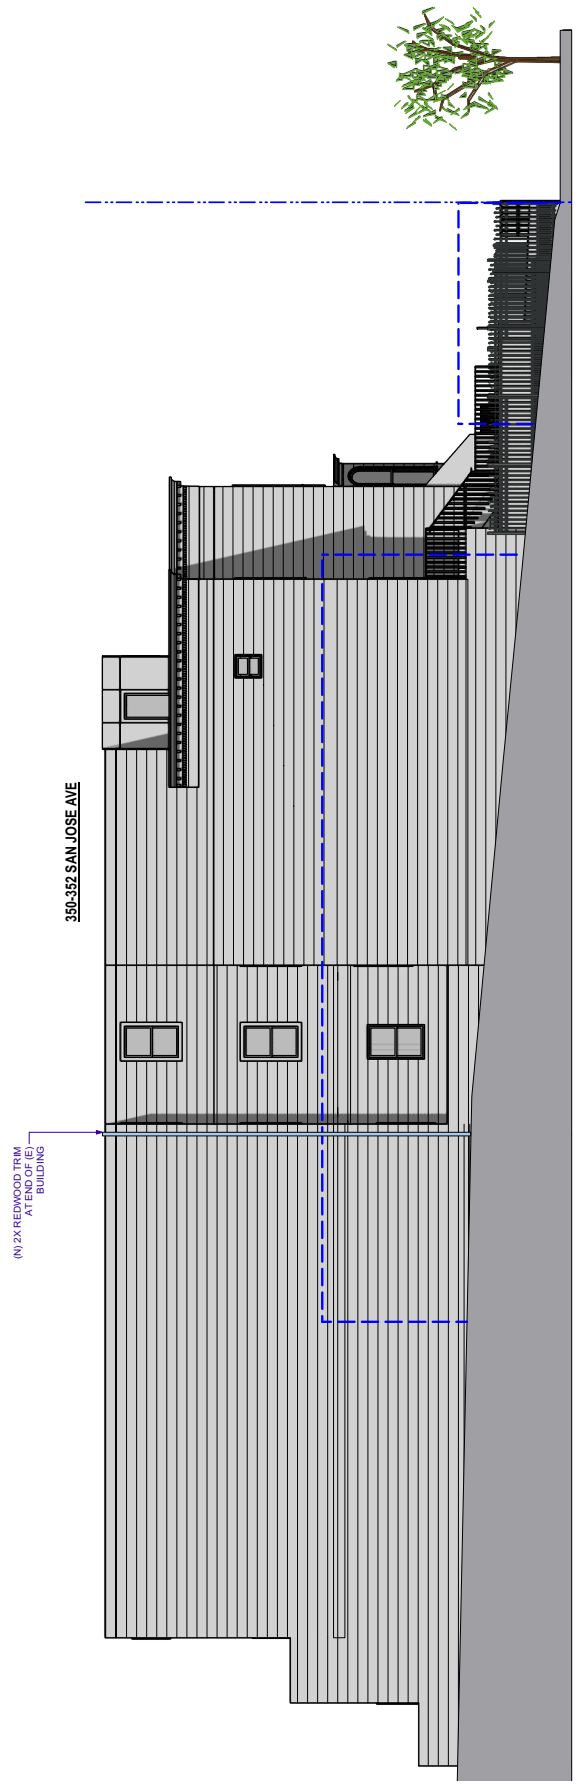 350-352 SAN JOSE AVE
(N) 2X REDWOOD TRIM
AT END OF (E)
BUILDING